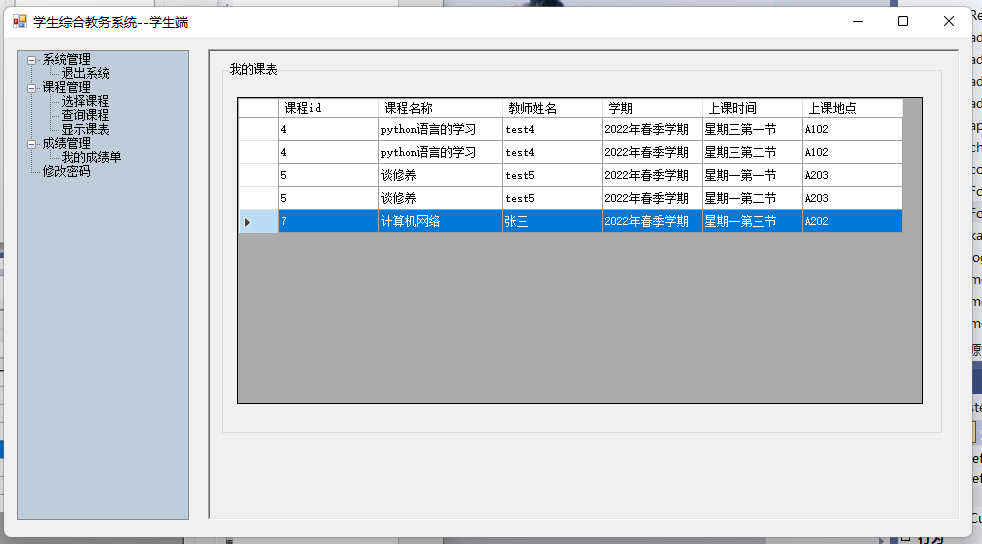 学生综合教务系统--学生端
系统管理
退出系统
课程管理
选择课程
查询课程
显示课表
成绩管理
我的成绩单
修改密码
我的课表
课程id 课程名称 教师姓名 学期 上课时间 上课地点
4 python语言的学习 test4 2022年春季学期 星期三第一节 A102
4 python语言的学习 test4 2022年春季学期 星期三第二节 A102
5 谈修养 test5 2022年春季学期 星期一第一节 A203
5 谈修养 test5 2022年春季学期 星期一第二节 A203
7 计算机网络 张三 2022年春季学期 星期一第三节 A202